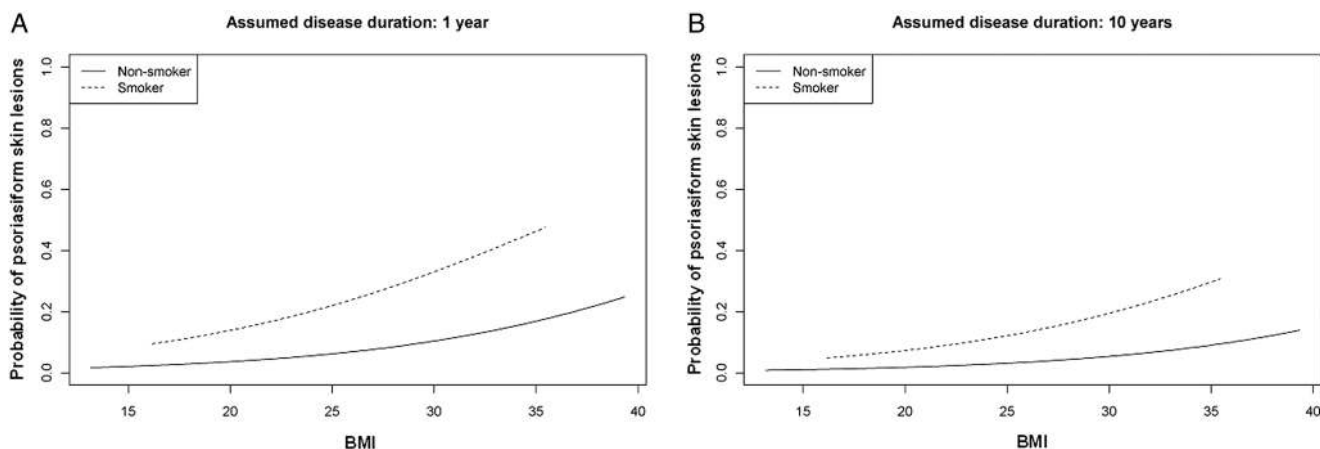 A
Assumed disease duration: 1 year
Probability of psoriasiform skin lesions
1.0
0.8
0.6
0.4
0.2
0.0
Non-smoker
Smoker
15
20
25
30
35
40
BMI
B
Assumed disease duration: 10 years
Probability of psoriasiform skin lesions
1.0
0.8
0.6
0.4
0.2
0.0
Non-smoker
Smoker
15
20
25
30
35
40
BMI